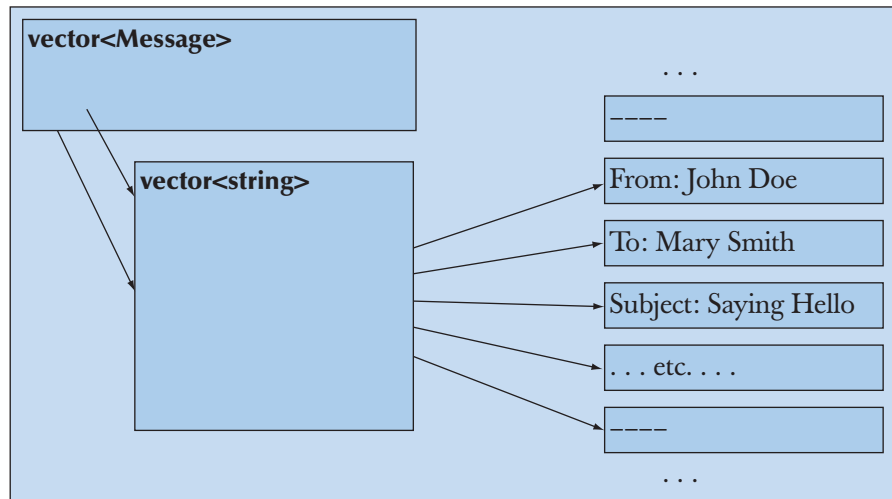 vector<Message>
vector<string>
. . .
––––
From: John Doe
To: Mary Smith
Subject: Saying Hello
. . . etc. . . .
––––
. . .